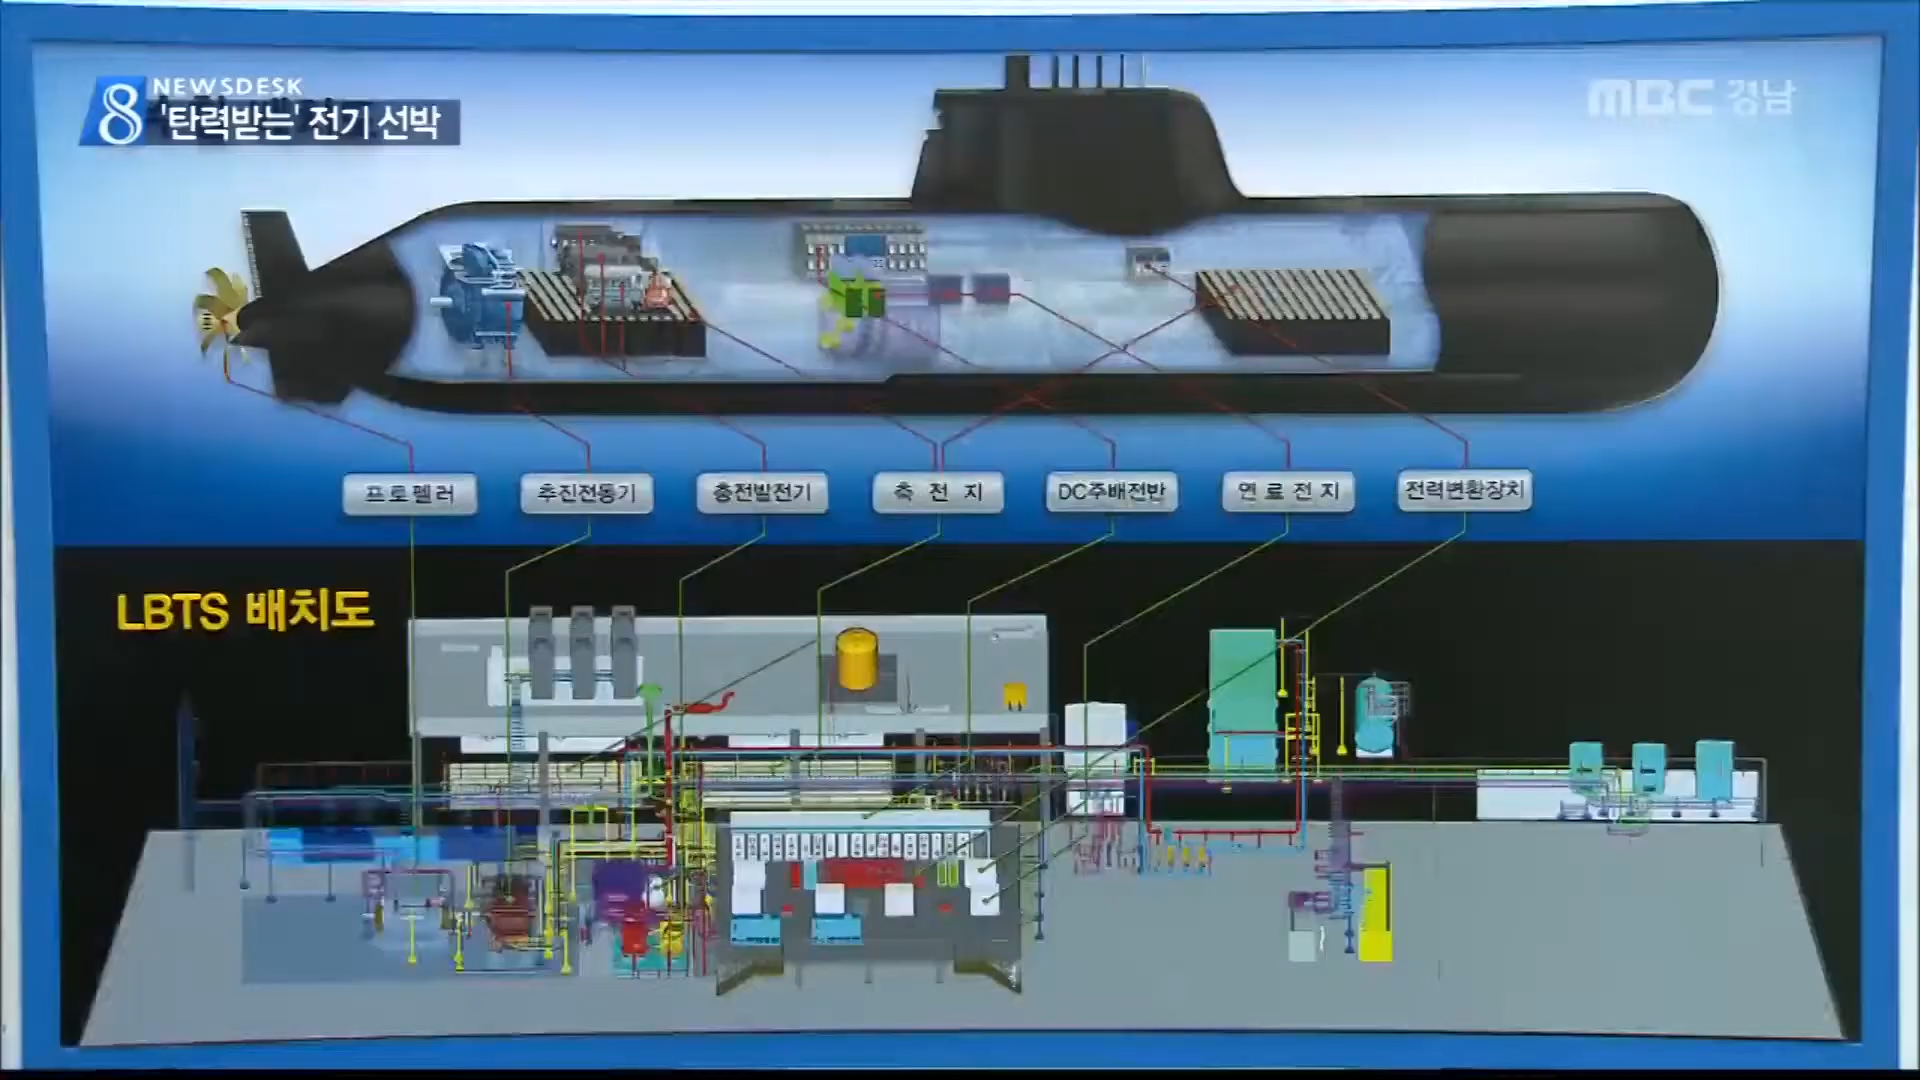 NEWSDESK
8 '탄력받는' 전기 선박
MBC 경남
프로펠러
추진전동기
충전발전기
축 전 지
DC주배전반
연 료 전 지
전력변환장치
LBTS 배치도